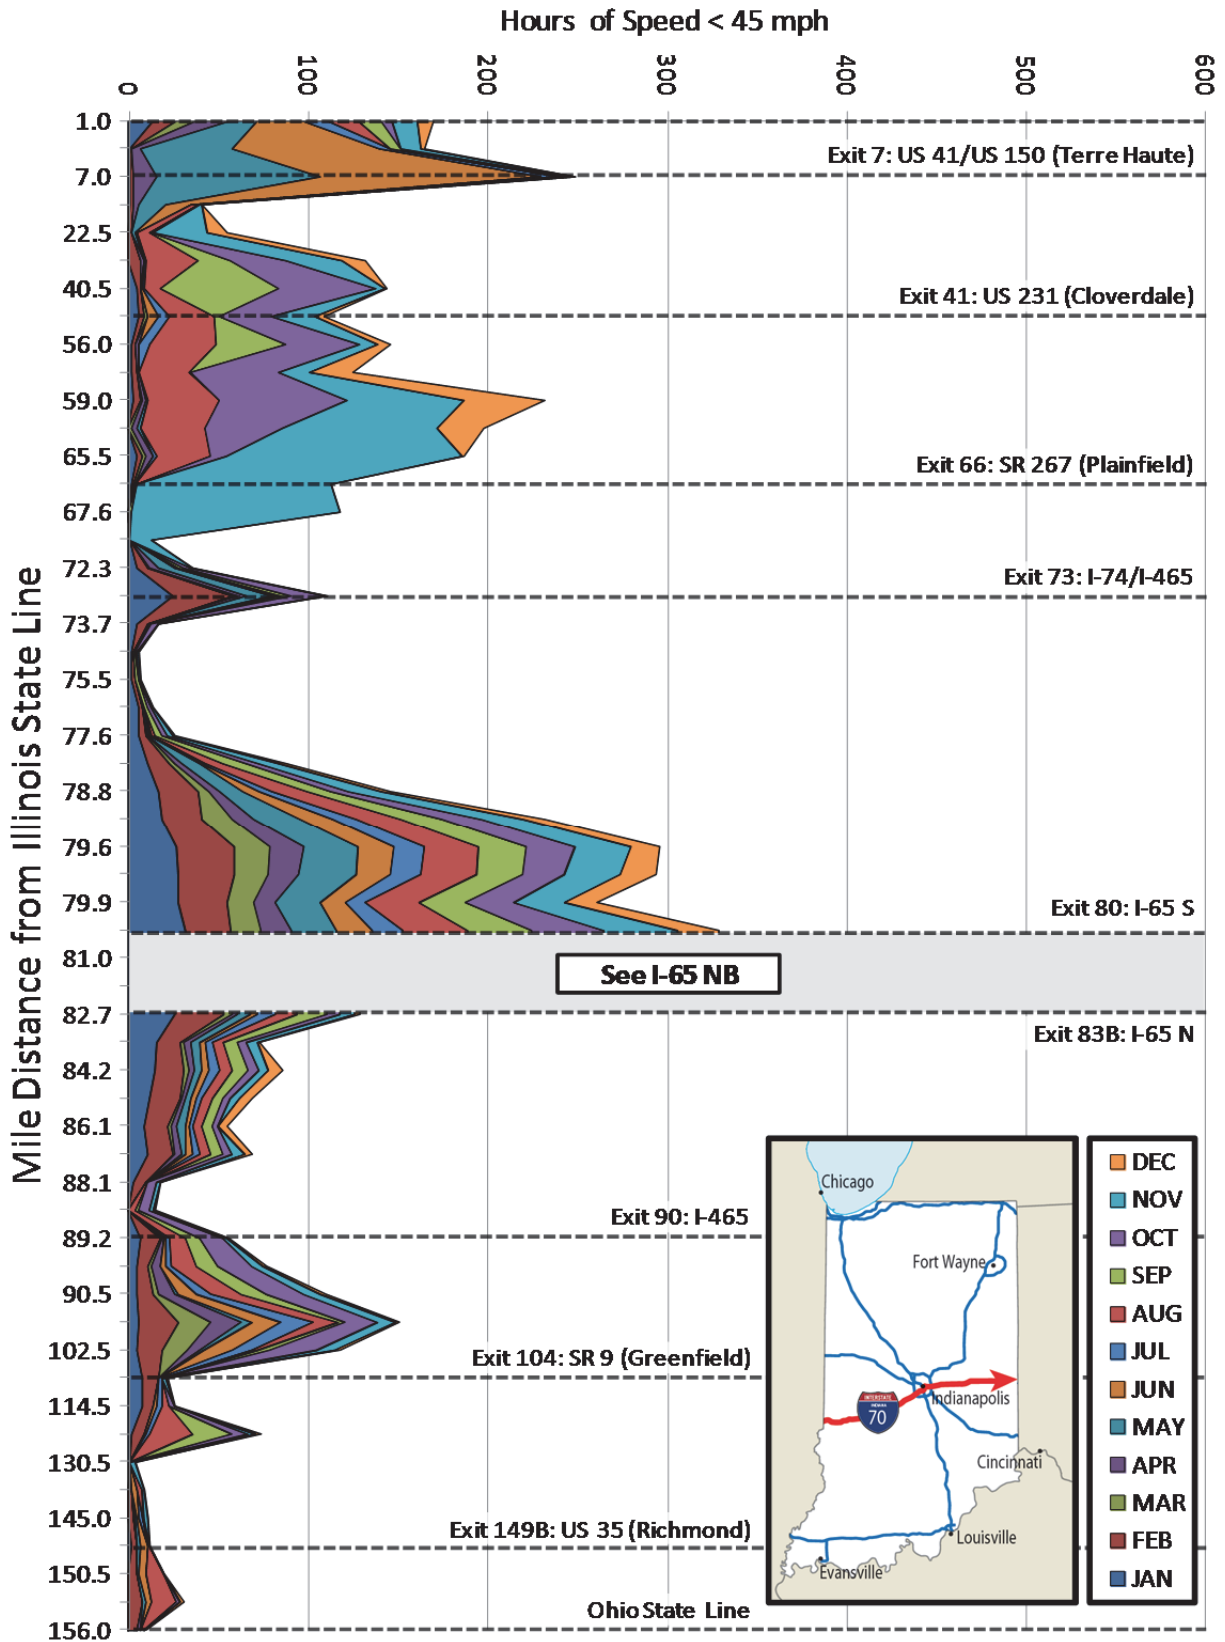 Hours of Speed < 45 mph
0
100
200
300
400
500
600
Mile Distance from Illinois State Line
1.0
7.0
22.5
40.5
56.0
59.0
65.5
67.6
72.3
73.7
75.5
77.6
78.8
79.6
79.9
81.0
82.7
84.2
86.1
88.1
89.2
90.5
102.5
114.5
130.5
145.0
150.5
156.0
Exit 7: US 41/US 150 (Terre Haute)
Exit 41: US 231 (Cloverdale)
Exit 66: SR 267 (Plainfield)
Exit 73: I-74/I-465
Exit 80: I-65 S
See I-65 NB
Exit 83B: I-65 N
Exit 90: I-465
Exit 104: SR 9 (Greenfield)
Exit 149B: US 35 (Richmond)
Ohio State Line
Chicago
Fort Wayne
Indianapolis
INTERSTATE
INDIANA
70
Cincinnati
Louisville
Evansville
DEC
NOV
OCT
SEP
AUG
JUL
JUN
MAY
APR
MAR
FEB
JAN